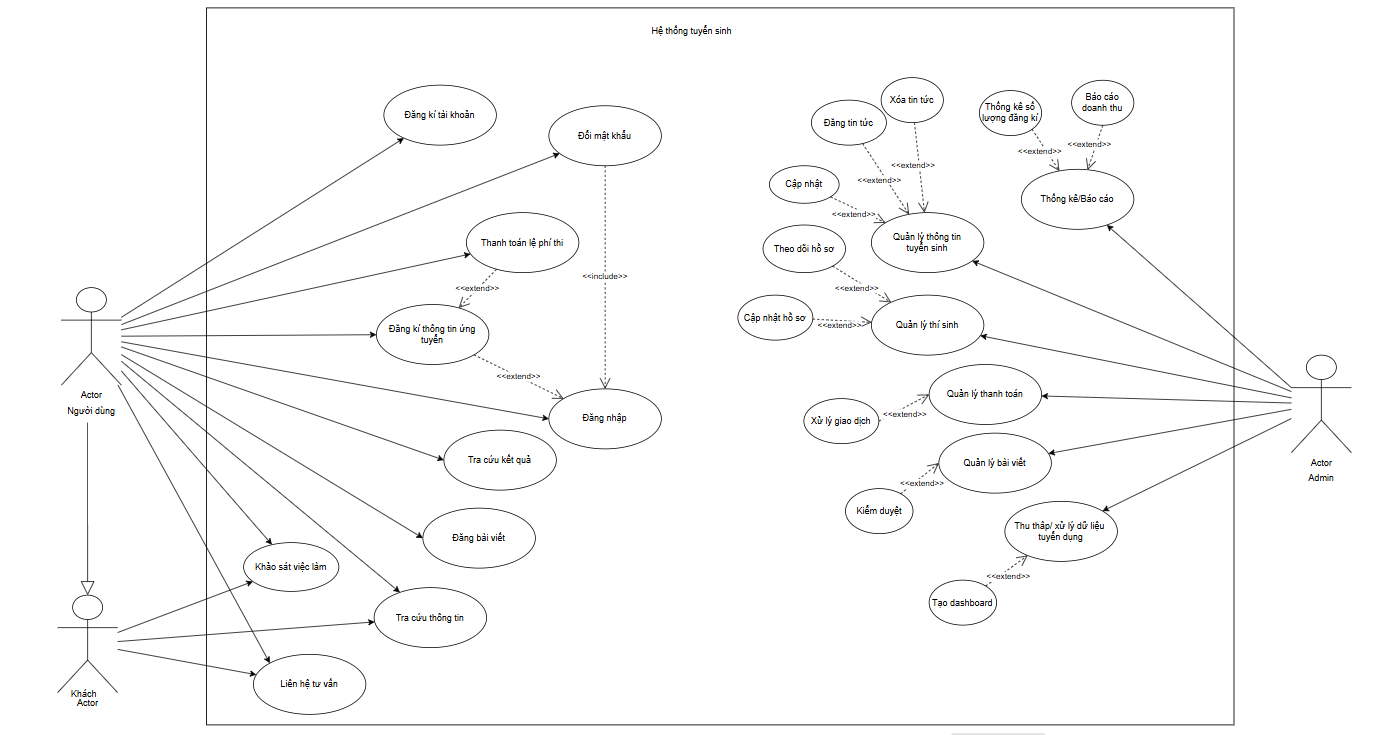 Hệ thống tuyển sinh
Đăng kí tài khoản
Đổi mật khẩu
Thanh toán lệ phí thi
<<extend>>
Đăng kí thông tin ứng
tuyển
<<extend>>
<<include>>
Đăng nhập
Tra cứu kết quả
Đăng bài viết
Khảo sát việc làm
Tra cứu thông tin
Liên hệ tư vấn
Actor
Người dùng
Khách
Actor
Xóa tin tức
Đăng tin tức
<<extend>>
<<extend>>
Cập nhật
<<extend>>
Quản lý thông tin
tuyển sinh
Thống kê số
lượng đăng kí
Báo cáo
doanh thu
<<extend>>
<<extend>>
Thống kê/Báo cáo
Theo dõi hồ sơ
<<extend>>
Cập nhật hồ sơ
<<extend>>
Quản lý thí sinh
Quản lý thanh toán
Xử lý giao dịch
<<extend>>
Quản lý bài viết
<<extend>>
Kiểm duyệt
Thu thập/ xử lý dữ liệu
tuyển dụng
<<extend>>
Tạo dashboard
Actor
Admin